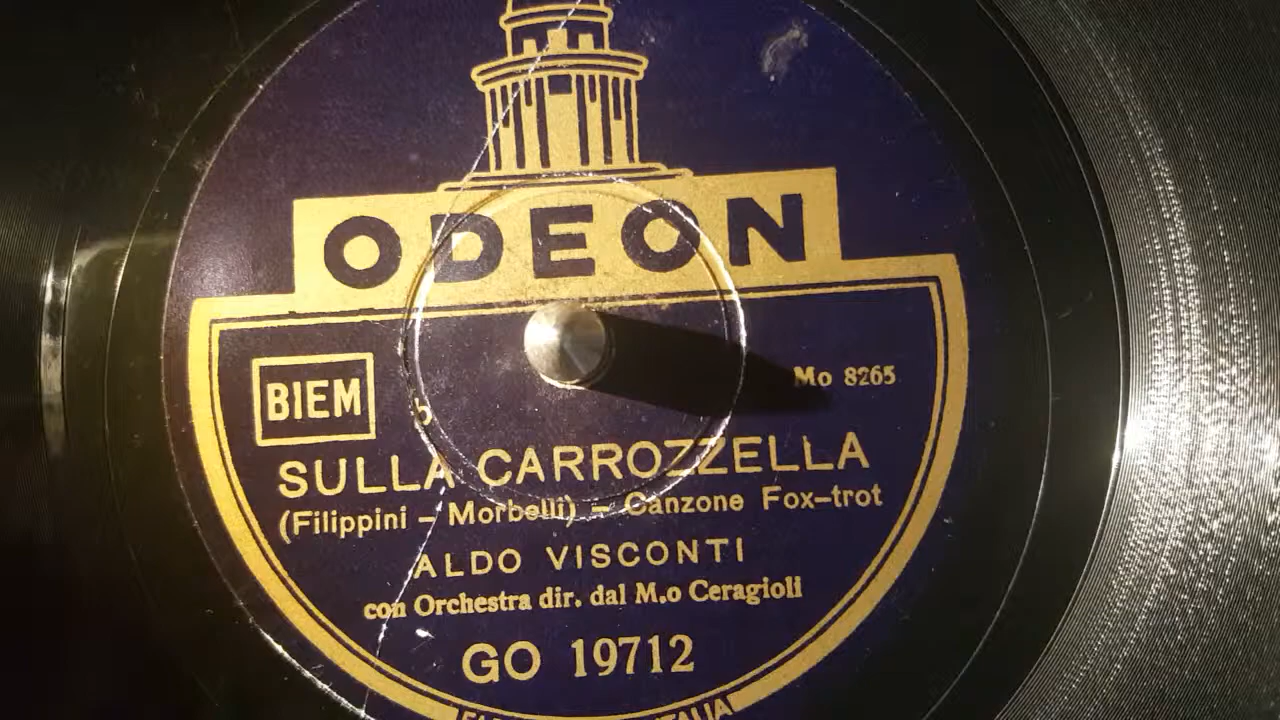 ODEON
BIEM
Mo 8265
b
SULLA CARROZZELLA
(Filippini – Morbelli) – Canzone Fox-trot
ALDO VISCONTI
con Orchestra dir. dal M.o Ceragioli
GO 19712